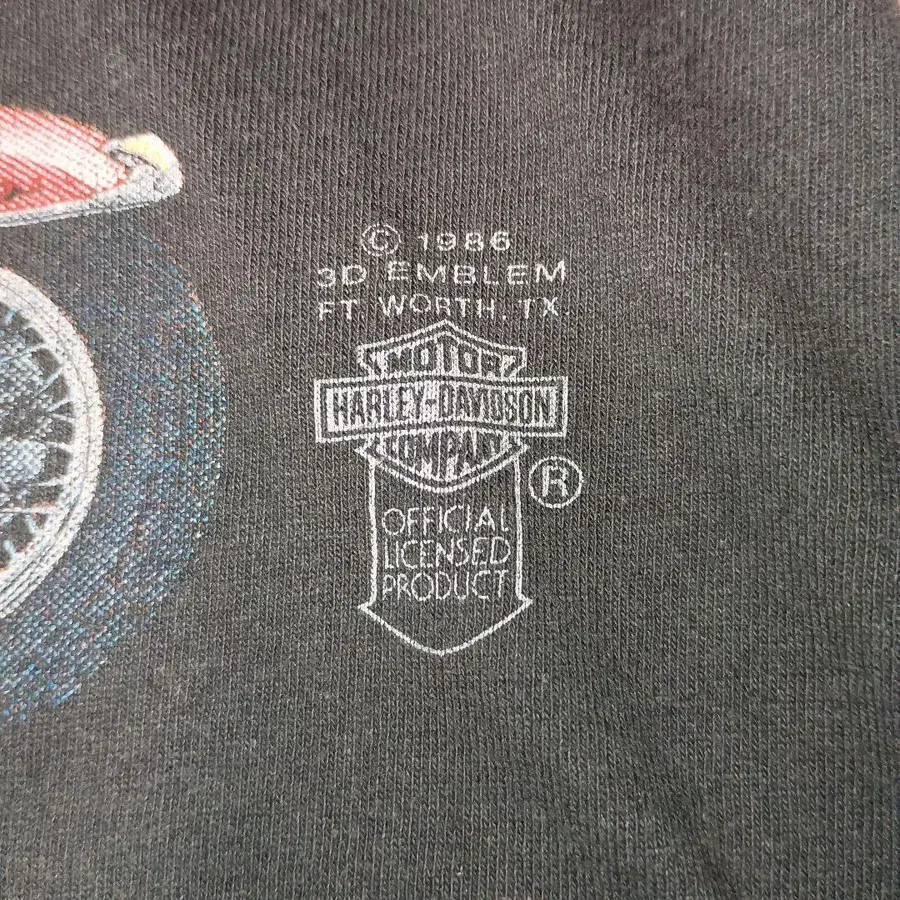 © 1986
3D EMBLEM
FT WORTH, TX.
MOTOR
HARLEY-DAVIDSON
COMPANY
®
OFFICIAL
LICENSED
PRODUCT